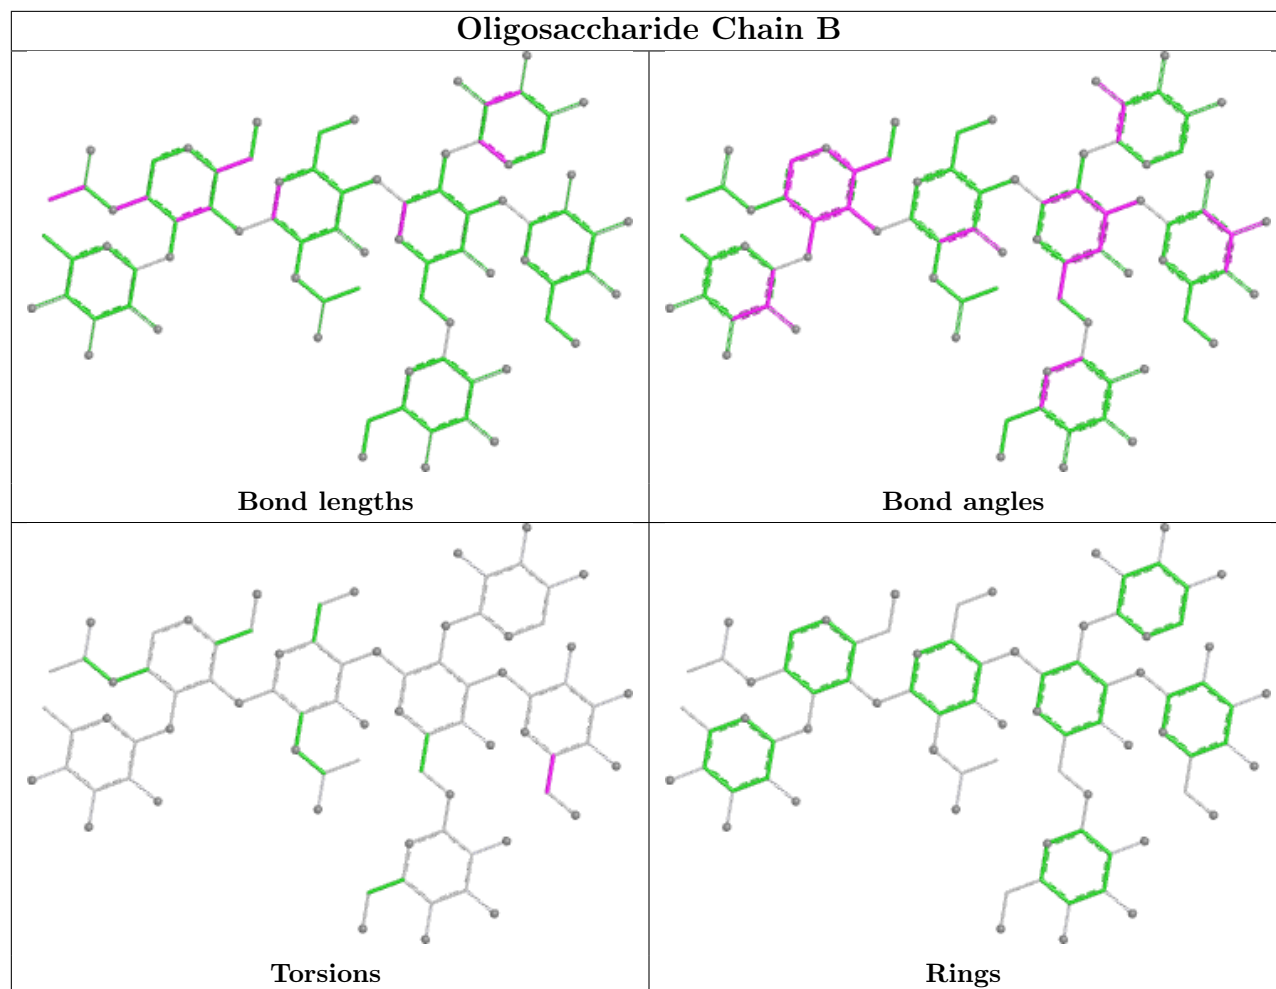 Oligosaccharide Chain B
Bond lengths
Bond angles
Torsions
Rings